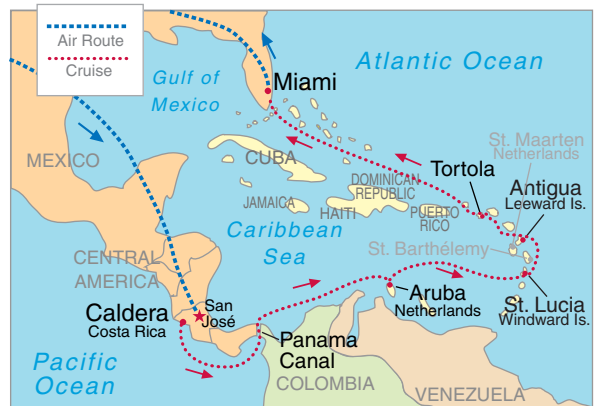 Air Route
Cruise
Gulf of
Mexico
Miami
Atlantic Ocean
MEXICO
CUBA
St. Maarten
Netherlands
Tortola
DOMINICAN
REPUBLIC
Antigua
Leeward Is.
JAMAICA
HAITI
PUERTO
RICO
Caribbean
Sea
St. Barthélemy
CENTRAL
AMERICA
Aruba
Netherlands
St. Lucia
Windward Is.
Caldera
Costa Rica
San
José
Panama
Canal
Pacific
Ocean
COLOMBIA
VENEZUELA